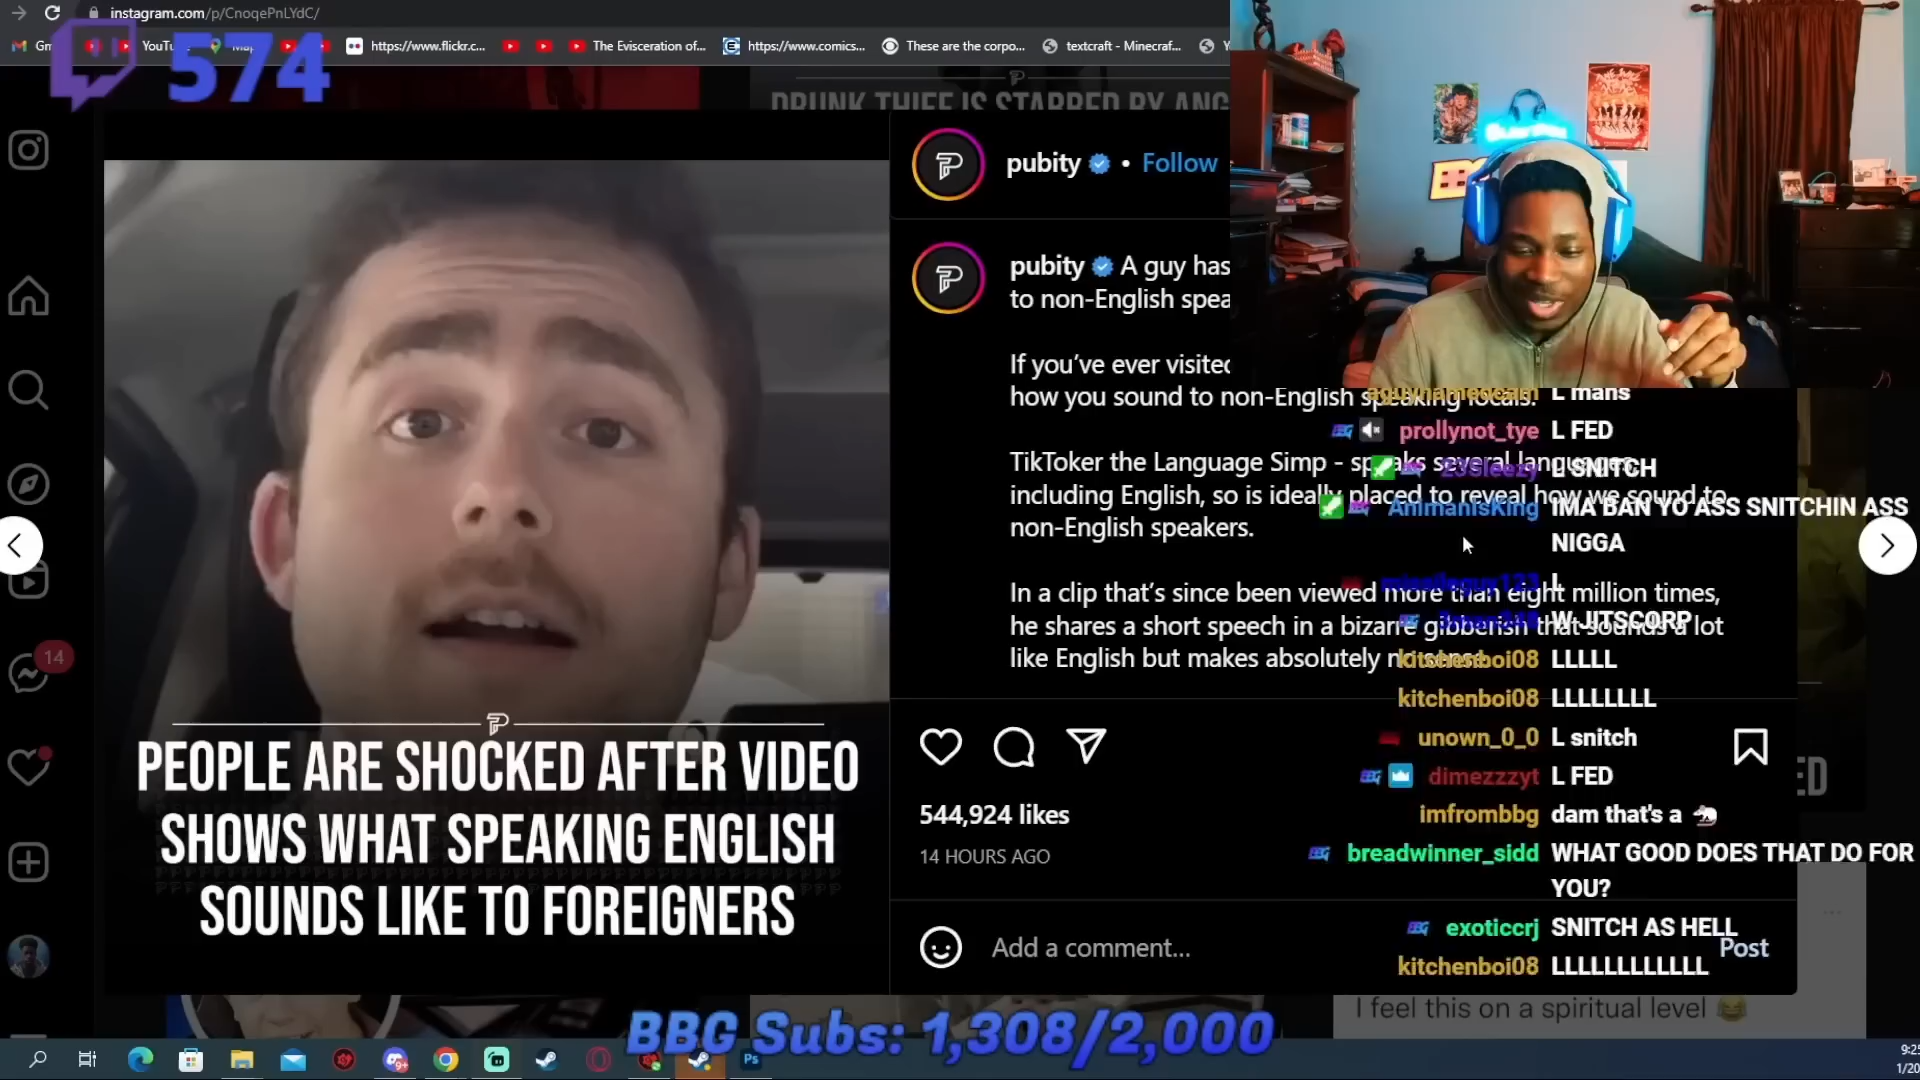 instagram.com/p/CnoqePnLYdC/
https://www.flickr.c...
The Evisceration of...
https://www.comics...
These are the corpo...
textcraft - Minecraf...
574
DRUNK THIEF IS STABBED BY ANG
pubity • Follow
pubity A guy has
to non-English spea
If you’ve ever visited
how you sound to non-English speaking locals.
TikToker the Language Simp - speaks several languages
including English, so is ideally placed to reveal how we sound to
non-English speakers.
In a clip that’s since been viewed more than eight million times,
he shares a short speech in a bizarre gibberish that sounds a lot
like English but makes absolutely no sense.
14
PEOPLE ARE SHOCKED AFTER VIDEO
SHOWS WHAT SPEAKING ENGLISH
SOUNDS LIKE TO FOREIGNERS
544,924 likes
14 HOURS AGO
Add a comment...
Post
L mans
prollynot_tye L FED
L SNITCH
AnimanIsKing IMA BAN YO ASS SNITCHIN ASS
NIGGA
L
W JITSCORP
kitchenboi08 LLLLL
kitchenboi08 LLLLLLLL
unown_0_0 L snitch
dimezzzyt L FED
imfrombbg dam that's a
breadwinner_sidd WHAT GOOD DOES THAT DO FOR
YOU?
exoticcrj SNITCH AS HELL
kitchenboi08 LLLLLLLLLLLL
I feel this on a spiritual level
BBG Subs: 1,308/2,000